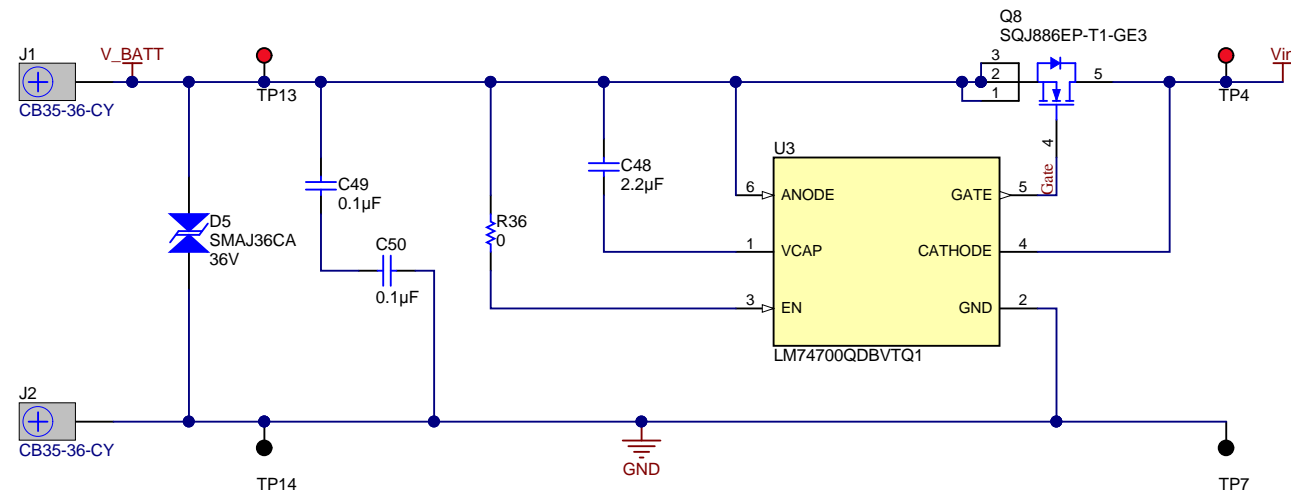 Q8
SQJ886EP-T1-GE3
J1
V_BATT
Vin
3
2
1
5
CB35-36-CY
TP13
TP4
4
Gate
U3
C48
2.2µF
C49
0.1µF
6
ANODE
GATE
5
D5
SMAJ36CA
36V
R36
0
C50
0.1µF
1
VCAP
CATHODE
4
3
EN
GND
2
LM74700QDBVTQ1
J2
CB35-36-CY
GND
TP14
TP7